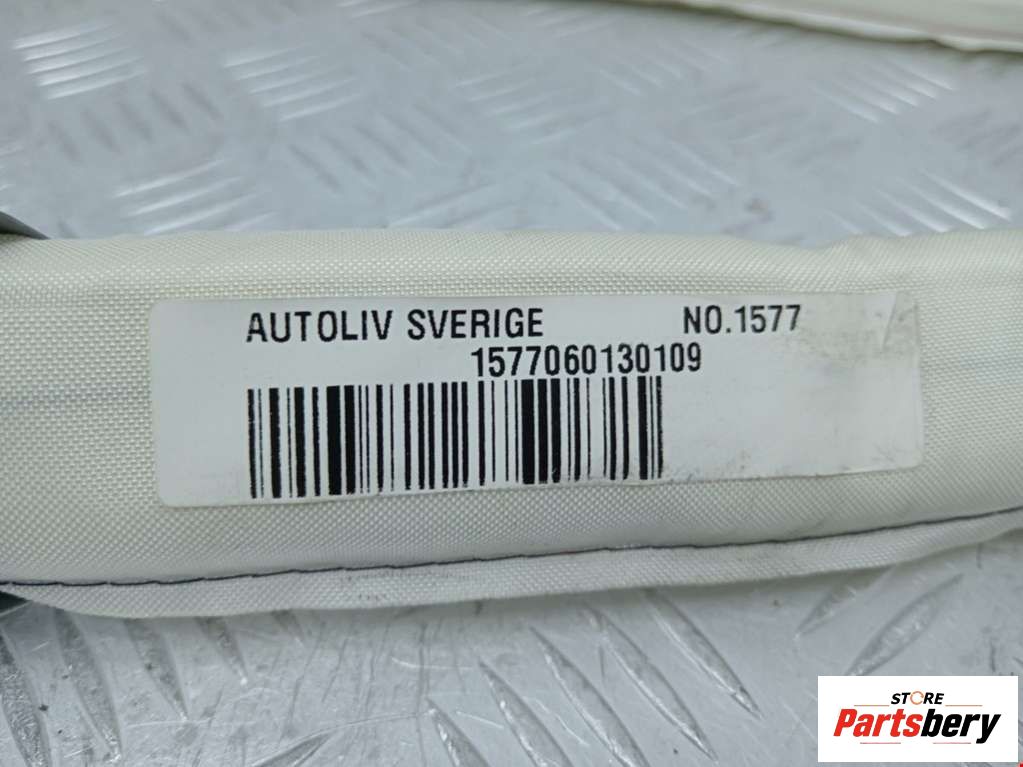 AUTOLIV SVERIGE NO.1577
1577060130109
STORE
Partsbery